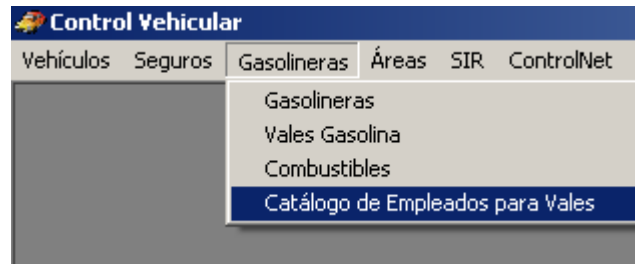 Control Vehicular
Vehículos Seguros Gasolineras Áreas SIR ControlNet
Gasolineras
Vales Gasolina
Combustibles
Catálogo de Empleados para Vales